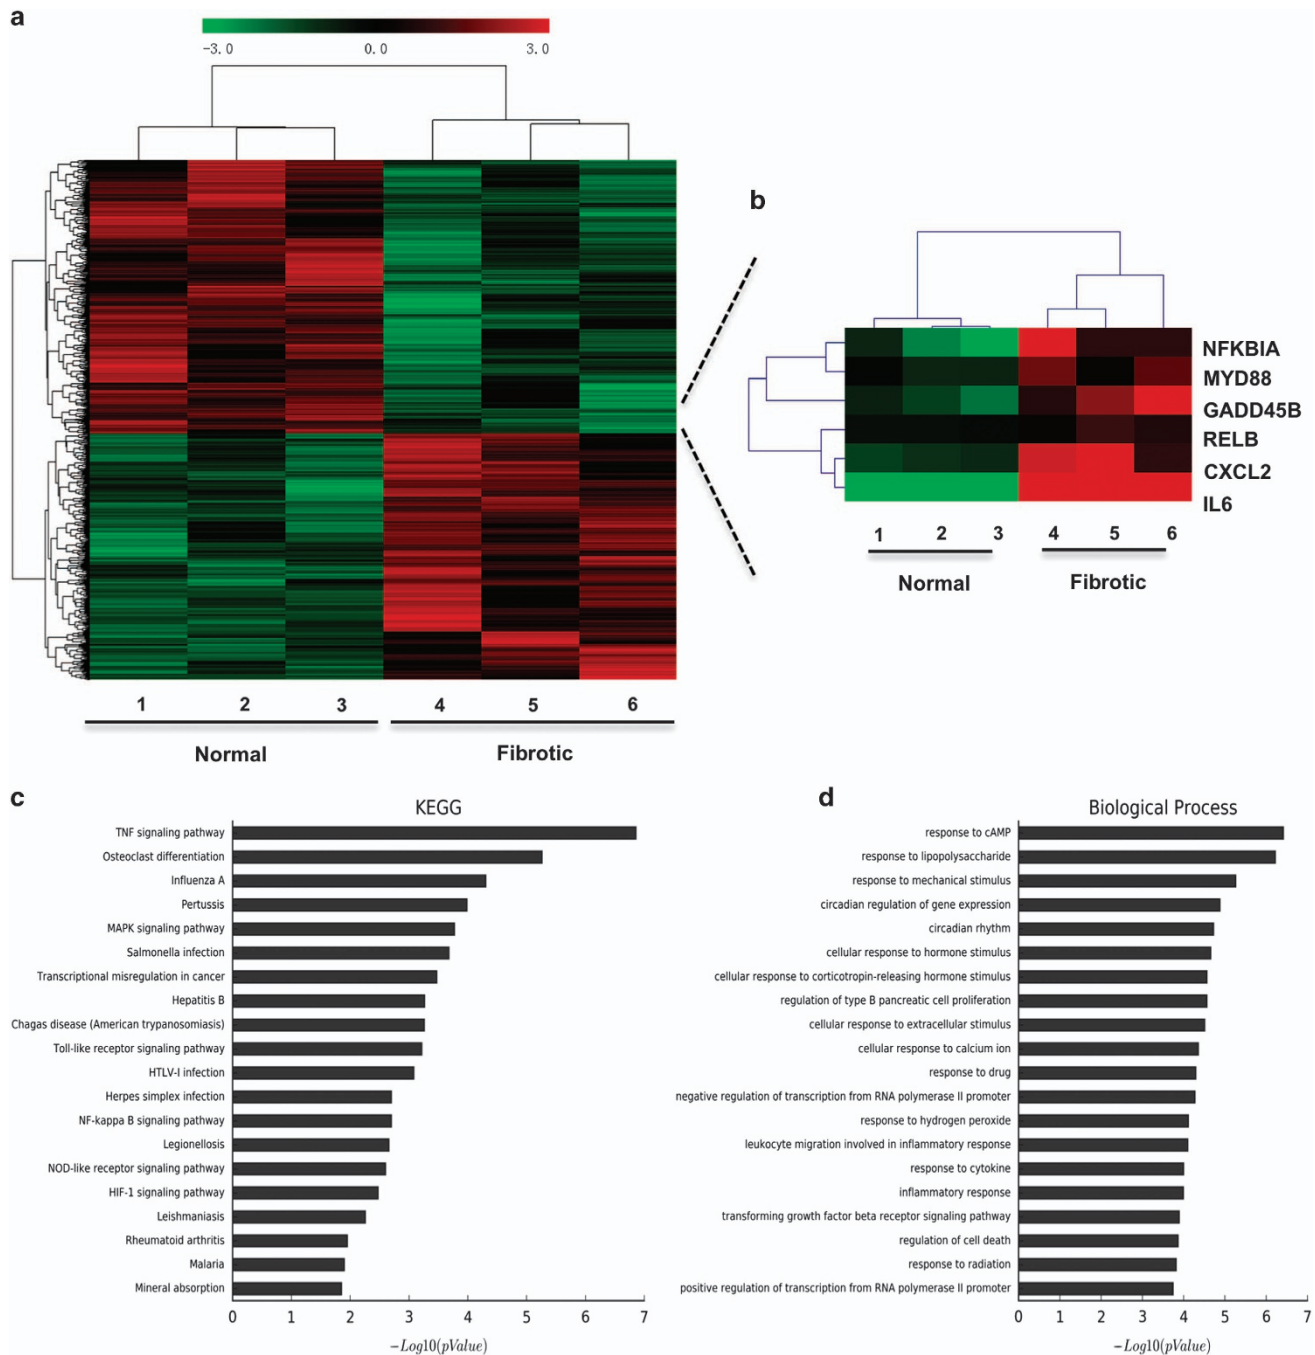 a
-3.0 0.0 3.0
1 2 3 4 5 6
Normal Fibrotic
b
NFKBIA
MYD88
GADD45B
RELB
CXCL2
IL6
1 2 3 4 5 6
Normal Fibrotic
c
KEGG
TNF signaling pathway
Osteoclast differentiation
Influenza A
Pertussis
MAPK signaling pathway
Salmonella infection
Transcriptional misregulation in cancer
Hepatitis B
Chagas disease (American trypanosomiasis)
Toll-like receptor signaling pathway
HTLV-I infection
Herpes simplex infection
NF-kappa B signaling pathway
Legionellosis
NOD-like receptor signaling pathway
HIF-1 signaling pathway
Leishmaniasis
Rheumatoid arthritis
Malaria
Mineral absorption
0 1 2 3 4 5 6 7
−Log10(pValue)
d
Biological Process
response to cAMP
response to lipopolysaccharide
response to mechanical stimulus
circadian regulation of gene expression
circadian rhythm
cellular response to hormone stimulus
cellular response to corticotropin-releasing hormone stimulus
regulation of type B pancreatic cell proliferation
cellular response to extracellular stimulus
cellular response to calcium ion
response to drug
negative regulation of transcription from RNA polymerase II promoter
response to hydrogen peroxide
leukocyte migration involved in inflammatory response
response to cytokine
inflammatory response
transforming growth factor beta receptor signaling pathway
regulation of cell death
response to radiation
positive regulation of transcription from RNA polymerase II promoter
0 1 2 3 4 5 6 7
−Log10(pValue)